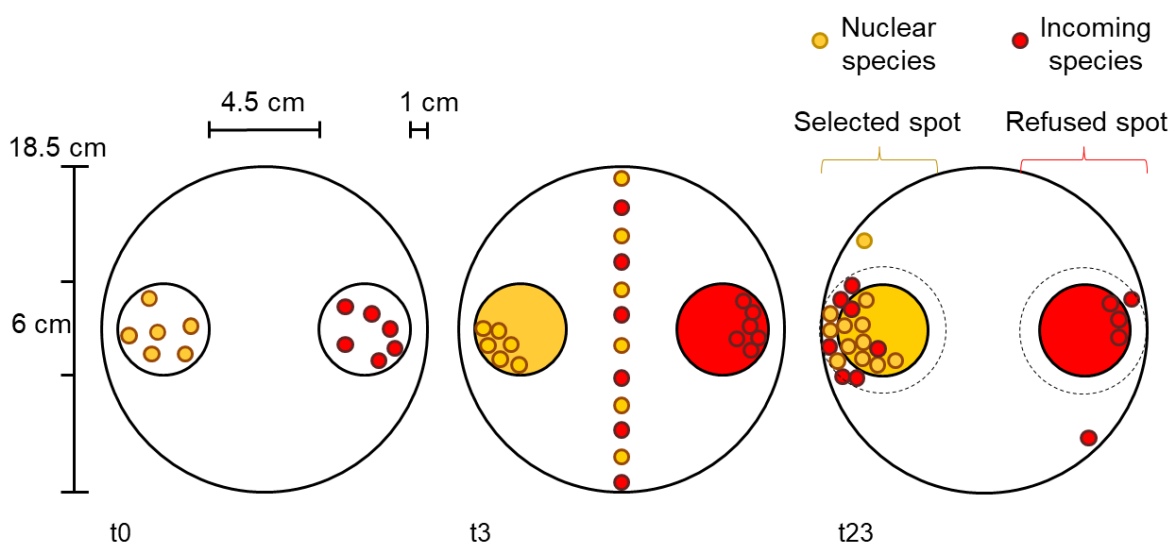 Nuclear
species
Incoming
species
4.5 cm
1 cm
Selected spot
Refused spot
18.5 cm
6 cm
t0
t3
t23